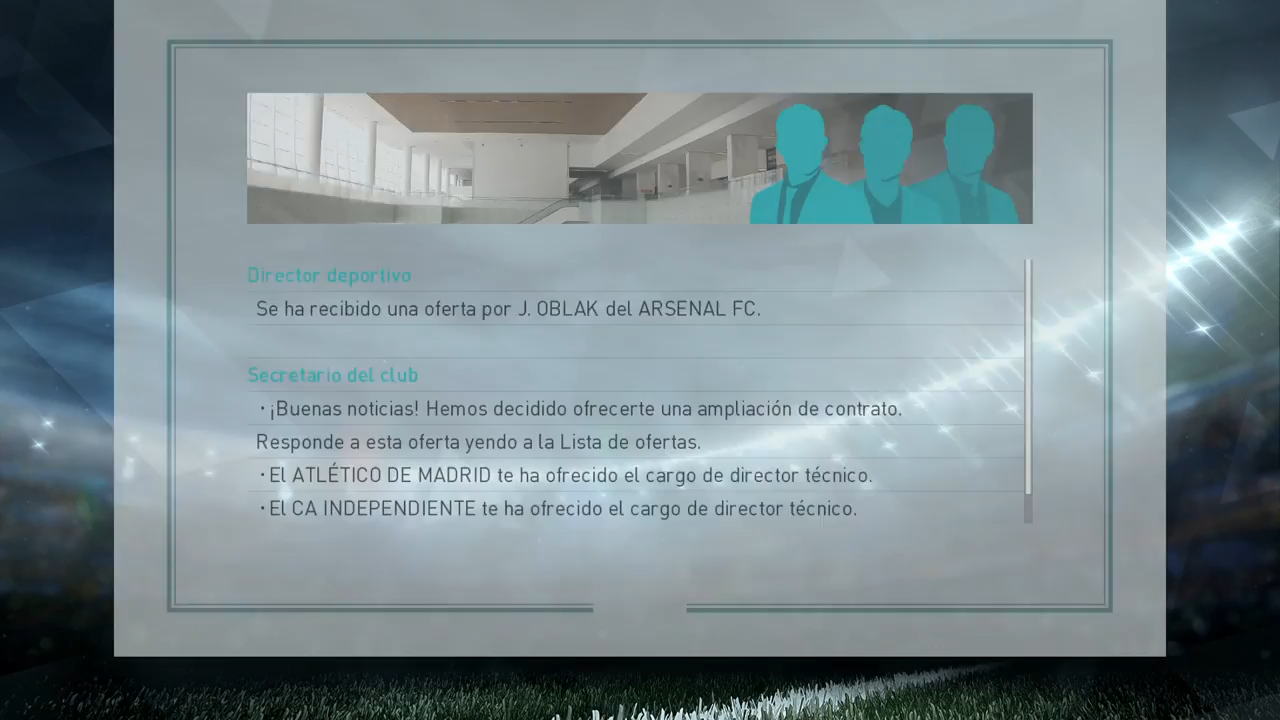 Director deportivo
Se ha recibido una oferta por J. OBLAK del ARSENAL FC.
Secretario del club
・¡Buenas noticias! Hemos decidido ofrecerte una ampliación de contrato.
Responde a esta oferta yendo a la Lista de ofertas.
・El ATLÉTICO DE MADRID te ha ofrecido el cargo de director técnico.
・El CA INDEPENDIENTE te ha ofrecido el cargo de director técnico.